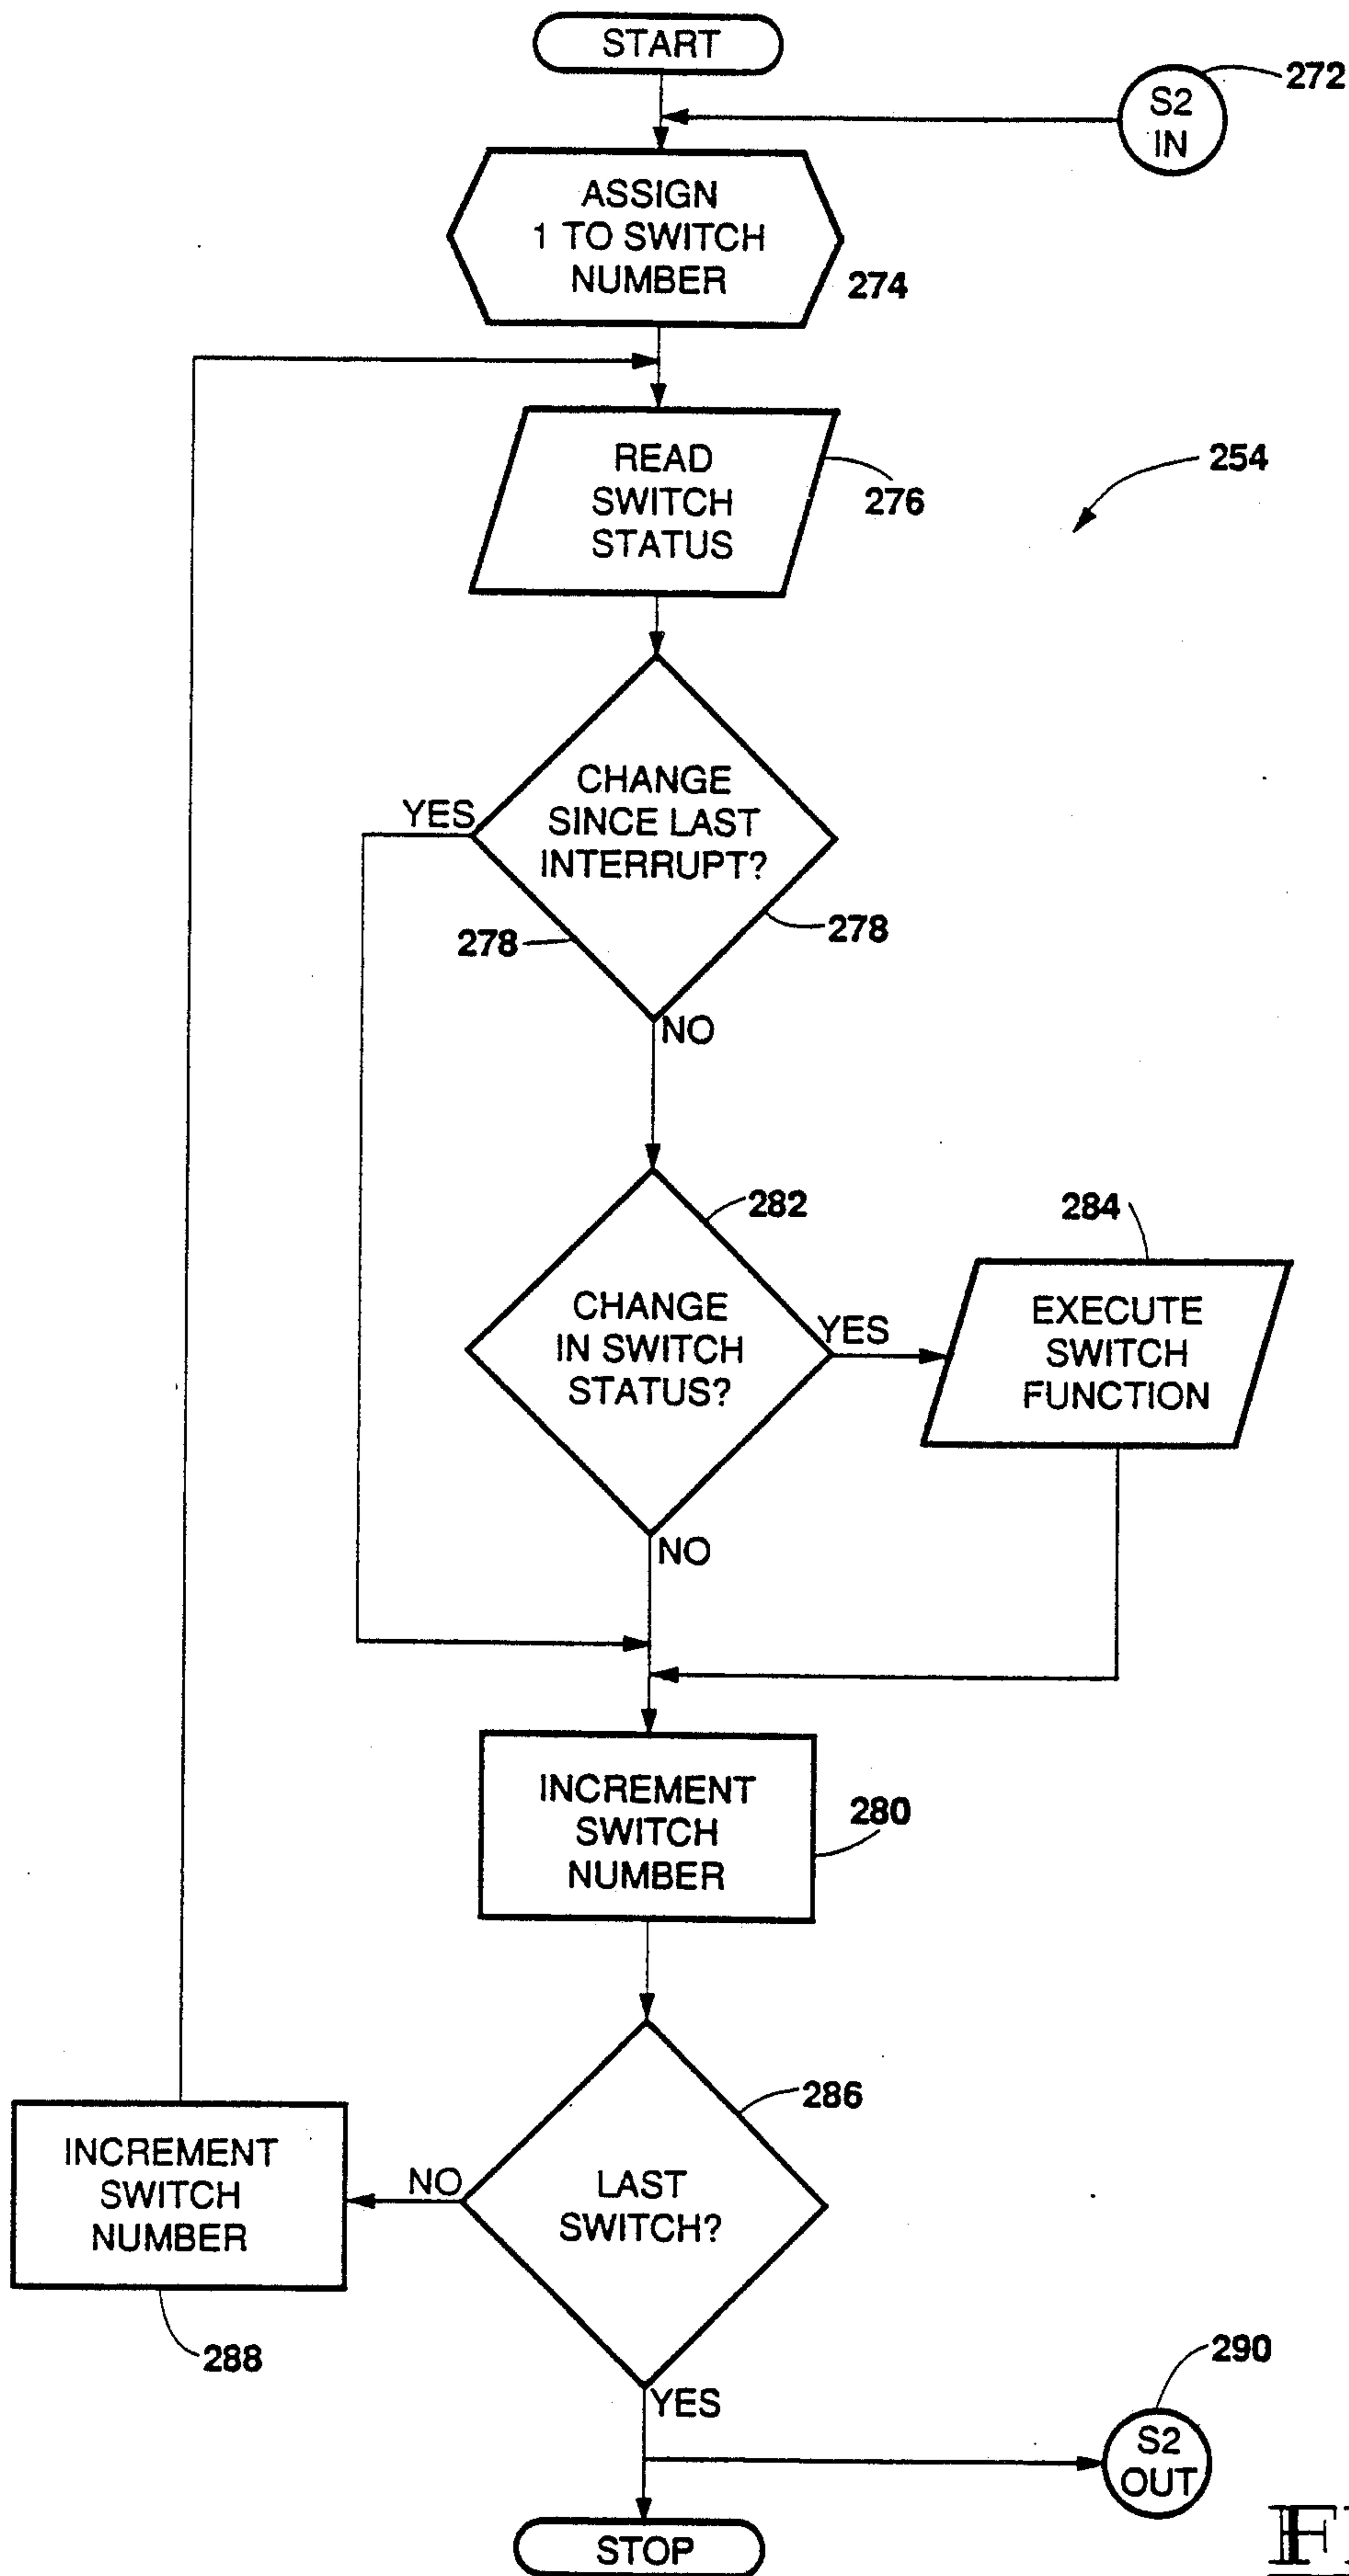 START
272
S2
IN
ASSIGN
1 TO SWITCH
NUMBER
274
READ
SWITCH
STATUS
276
254
CHANGE
SINCE LAST
INTERRUPT?
YES
278
278
NO
282
284
CHANGE
IN SWITCH
STATUS?
YES
EXECUTE
SWITCH
FUNCTION
NO
INCREMENT
SWITCH
NUMBER
280
286
LAST
SWITCH?
NO
INCREMENT
SWITCH
NUMBER
288
YES
290
S2
OUT
STOP